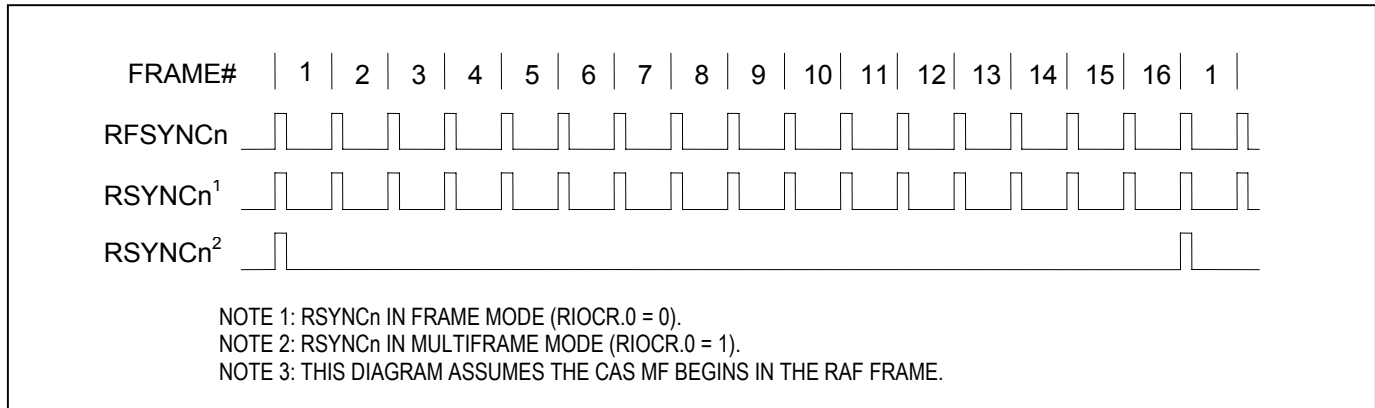 FRAME# 1 2 3 4 5 6 7 8 9 10 11 12 13 14 15 16 1
RFSYNCn
RSYNCn¹
RSYNCn²
NOTE 1: RSYNCn IN FRAME MODE (RIOCR.0 = 0).
NOTE 2: RSYNCn IN MULTIFRAME MODE (RIOCR.0 = 1).
NOTE 3: THIS DIAGRAM ASSUMES THE CAS MF BEGINS IN THE RAF FRAME.